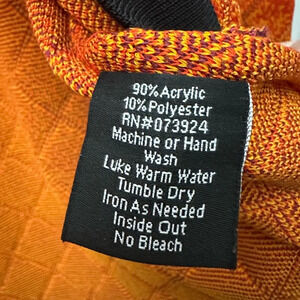 90% Acrylic
10% Polyester
RN#073924
Machine or Hand
Wash
Luke Warm Water
Tumble Dry
Iron As Needed
Inside Out
No Bleach